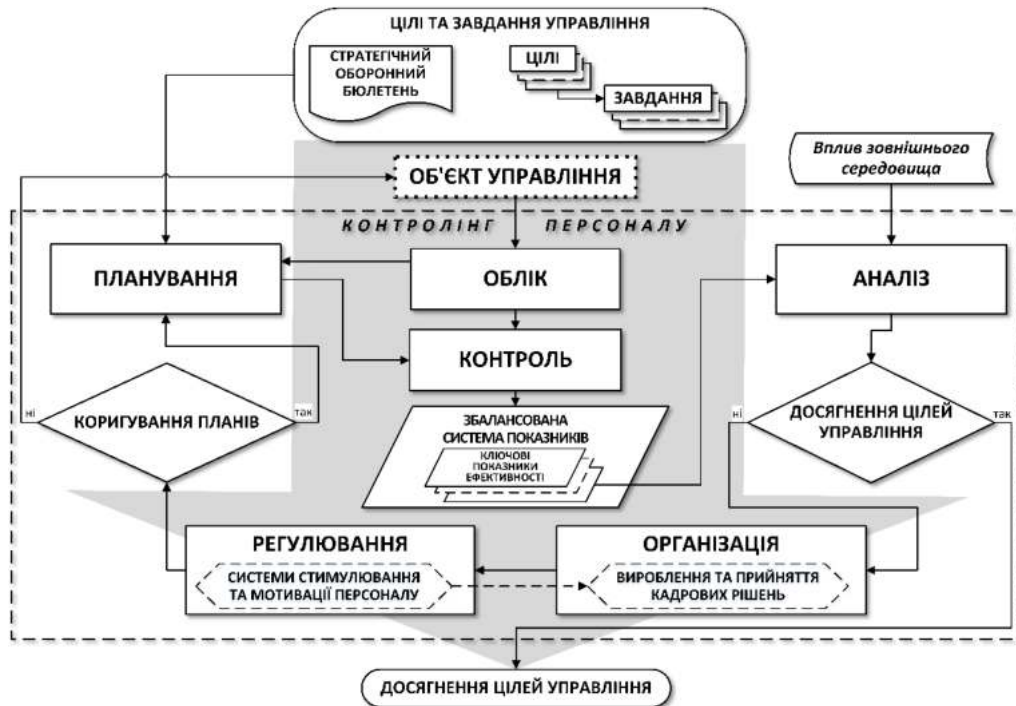 ЦІЛІ ТА ЗАВДАННЯ УПРАВЛІННЯ
СТРАТЕГІЧНИЙ
ОБОРОННИЙ
БЮЛЕТЕНЬ
ЦІЛІ
ЗАВДАННЯ
Вплив зовнішнього
середовища
ОБ'ЄКТ УПРАВЛІННЯ
КОНТРОЛІНГ ПЕРСОНАЛУ
ПЛАНУВАННЯ
ОБЛІК
АНАЛІЗ
КОНТРОЛЬ
ні
КОРИГУВАННЯ ПЛАНІВ
так
ЗБАЛАНСОВАНА
СИСТЕМА ПОКАЗНИКІВ
КЛЮЧОВІ
ПОКАЗНИКИ
ЕФЕКТИВНОСТІ
ні
ДОСЯГНЕННЯ ЦІЛЕЙ
УПРАВЛІННЯ
так
РЕГУЛЮВАННЯ
СИСТЕМИ СТИМУЛЮВАННЯ
ТА МОТИВАЦІЇ ПЕРСОНАЛУ
ОРГАНІЗАЦІЯ
ВИРОБЛЕННЯ ТА ПРИЙНЯТТЯ
КАДРОВИХ РІШЕНЬ
ДОСЯГНЕННЯ ЦІЛЕЙ УПРАВЛІННЯ